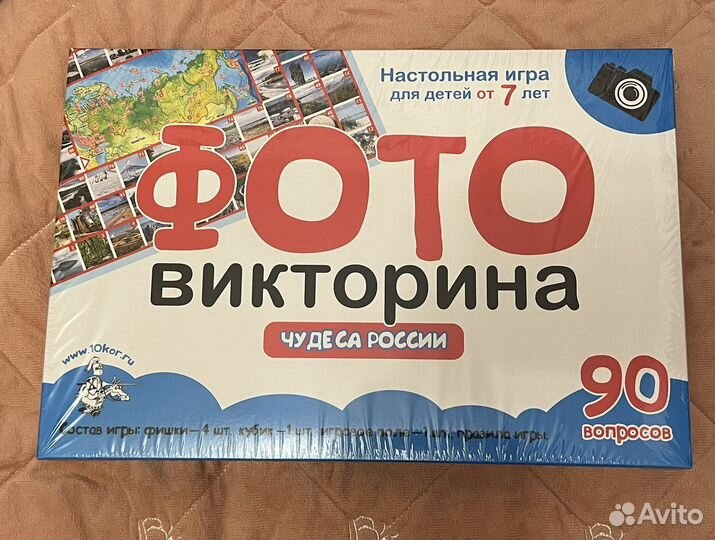 Настольная игра
для детей от 7 лет
ФОТО
викторина
ЧУДЕСА РОССИИ
www.10kor.ru
90
вопросов
Состав игры: фишки – 4 шт, кубик – 1 шт, игровое поле – 1 шт., правила игры.
Avito